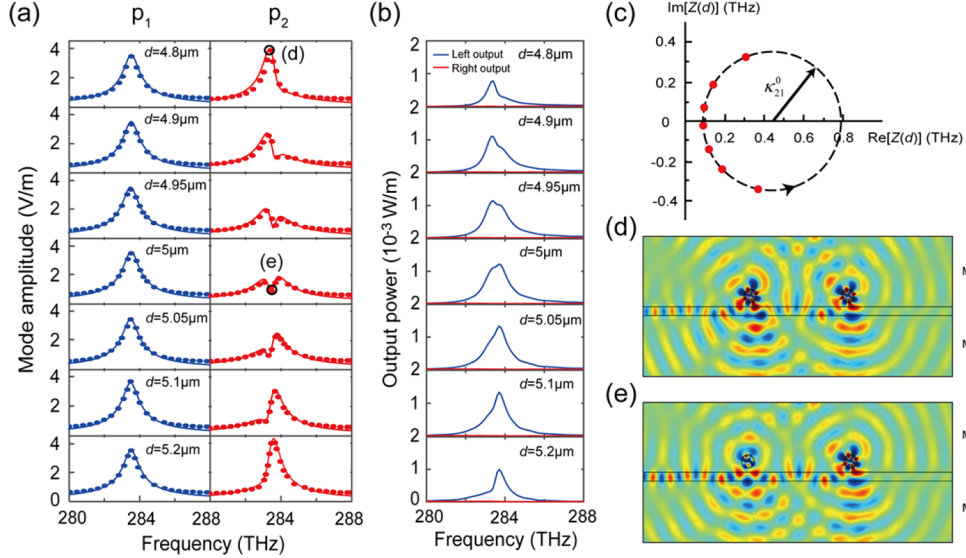 (a)
p1
p2
Mode amplitude (V/m)
4
2
d=4.8μm
(d)
4
2
d=4.9μm
4
2
d=4.95μm
4
2
d=5μm
(e)
4
2
d=5.05μm
4
2
d=5.1μm
4
2
0
d=5.2μm
280 284 288 284 288
Frequency (THz)
(b)
Output power (10⁻³ W/m)
2
1
Left output
Right output
d=4.8μm
2
1
d=4.9μm
2
1
d=4.95μm
2
1
d=5μm
2
1
d=5.05μm
2
1
d=5.1μm
2
1
0
d=5.2μm
280 284 288
Frequency (THz)
(c)
Im[Z(d)] (THz)
0.4
0.2
0
-0.2
-0.4
κ⁰₂₁
0.2 0.4 0.6 0.8
Re[Z(d)] (THz)
(d)
M
M
(e)
M
M